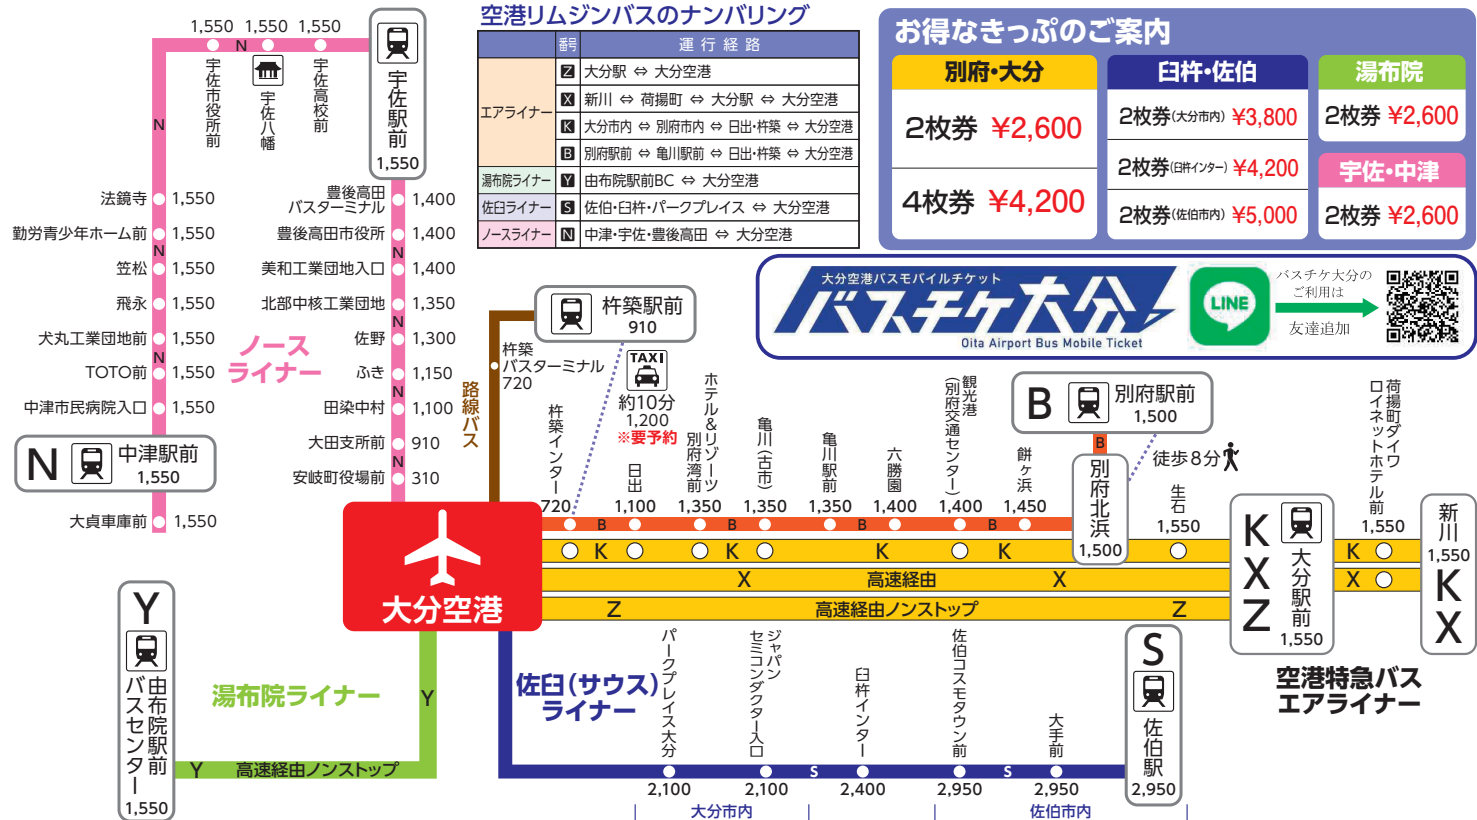 空港リムジンバスのナンバリング
番号 運行経路
エアライナー
Z 大分駅 ⇔ 大分空港
X 新川 ⇔ 荷揚町 ⇔ 大分駅 ⇔ 大分空港
K 大分市内 ⇔ 別府市内 ⇔ 日出・杵築 ⇔ 大分空港
B 別府駅前 ⇔ 亀川駅前 ⇔ 日出・杵築 ⇔ 大分空港
湯布院ライナー Y 由布院駅前BC ⇔ 大分空港
佐臼ライナー S 佐伯・臼杵・パークプレイス ⇔ 大分空港
ノースライナー N 中津・宇佐・豊後高田 ⇔ 大分空港
お得なきっぷのご案内
別府・大分
2枚券 ¥2,600
4枚券 ¥4,200
臼杵・佐伯
2枚券(大分市内) ¥3,800
2枚券(臼杵インター) ¥4,200
2枚券(佐伯市内) ¥5,000
湯布院
2枚券 ¥2,600
宇佐・中津
2枚券 ¥2,600
大分空港バスモバイルチケット
バスチケ大分
Oita Airport Bus Mobile Ticket
LINE
バスチケ大分の
ご利用は
友達追加
1,550 N 1,550 1,550
宇佐市役所前
宇佐八幡
宇佐高校前
宇佐駅前
1,550
N
法鏡寺 1,550
勤労青少年ホーム前 1,550
N
笠松 1,550
飛永 1,550
犬丸工業団地前 1,550
N
TOTO前 1,550
中津市民病院入口 1,550
N 中津駅前
1,550
大貞車庫前 1,550
豊後高田
バスターミナル 1,400
豊後高田市役所 1,400
N
美和工業団地入口 1,400
北部中核工業団地 1,350
N
佐野 1,300
ふき 1,150
N
田染中村 1,100
大田支所前 910
N
安岐町役場前 310
ノース
ライナー
路線バス
杵築駅前
910
杵築
バスターミナル
720
TAXI
約10分
1,200
※要予約
杵築インター
720
日出
1,100
ホテル&リゾーツ
別府湾前
1,350
亀川(古市)
1,350
亀川駅前
1,350
六勝園
1,400
観光港
(別府交通センター)
1,400
餅ヶ浜
1,450
B 別府駅前
1,500
B
別府北浜
1,500
徒歩8分
生石
1,550
K
X
Z
大分駅前
1,550
荷揚町ダイワ
ロイネットホテル前
1,550
新川
1,550
K
X
B B B B
K K K K K
X 高速経由 X X
Z 高速経由ノンストップ Z
大分空港
空港特急バス
エアライナー
Y
由布院駅前
バスセンター
1,550
湯布院ライナー
Y
Y 高速経由ノンストップ
佐臼(サウス)
ライナー
パークプレイス大分
2,100
ジャパン
セミコンダクター入口
2,100
S
臼杵インター
2,400
佐伯コスモタウン前
2,950
S
大手前
2,950
S
佐伯駅
2,950
大分市内
佐伯市内